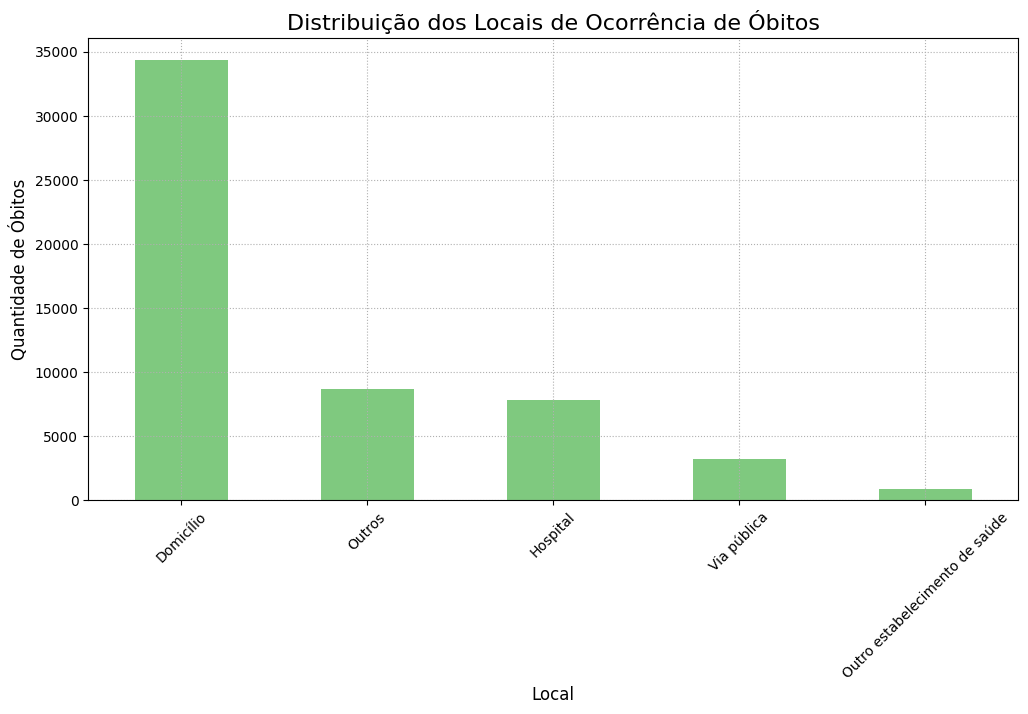 Distribuição dos Locais de Ocorrência de Óbitos
Quantidade de Óbitos
35000
30000
25000
20000
15000
10000
5000
0
Domicílio
Outros
Hospital
Via pública
Outro estabelecimento de saúde
Local